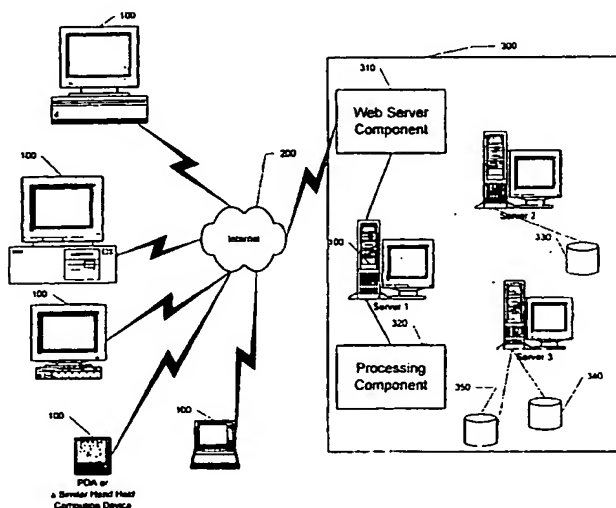 100
300
310
Web Server
Component
100
200
Internet
Server 2
330
100
Server 1
320
Server 3
Processing
Component
350
340
100
100
PDA or
a Similar Hand Held
Computing Device